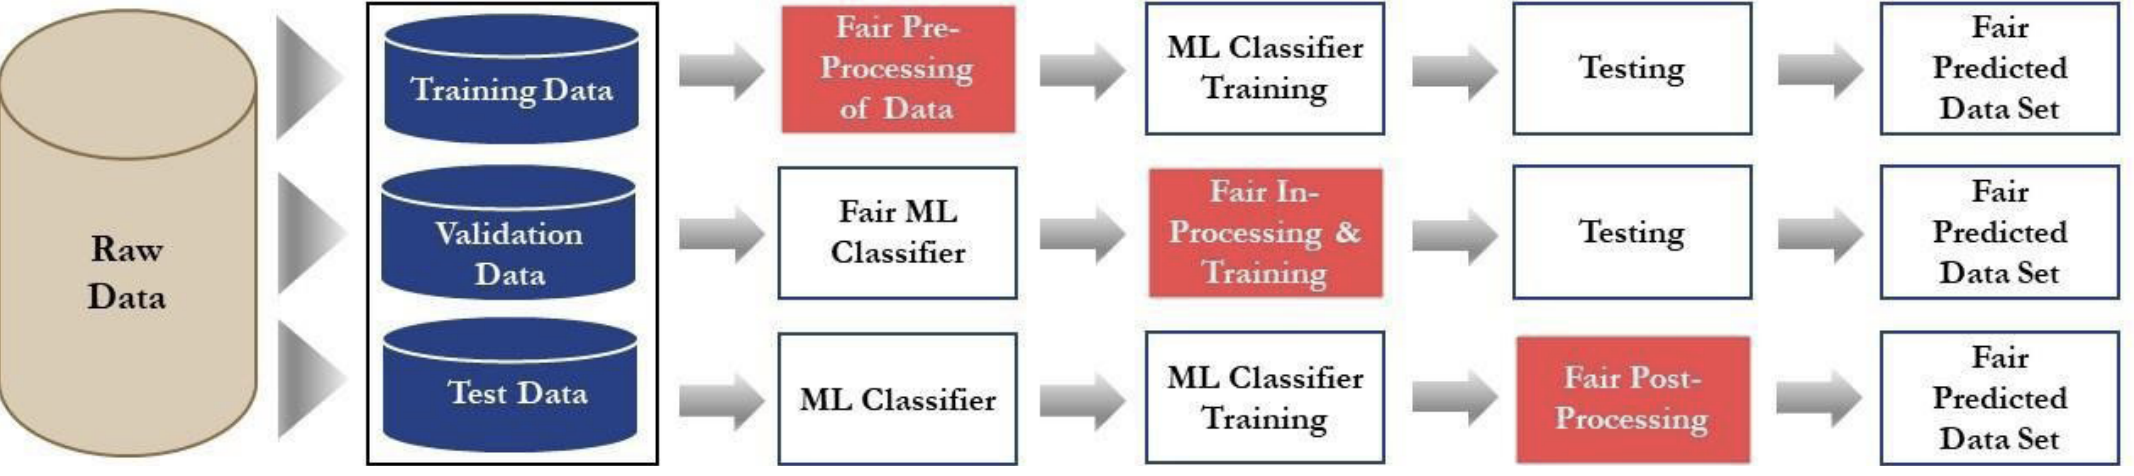 Raw
Data
Training Data
Fair Pre-
Processing
of Data
ML Classifier
Training
Testing
Fair
Predicted
Data Set
Validation
Data
Fair ML
Classifier
Fair In-
Processing &
Training
Testing
Fair
Predicted
Data Set
Test Data
ML Classifier
ML Classifier
Training
Fair Post-
Processing
Fair
Predicted
Data Set